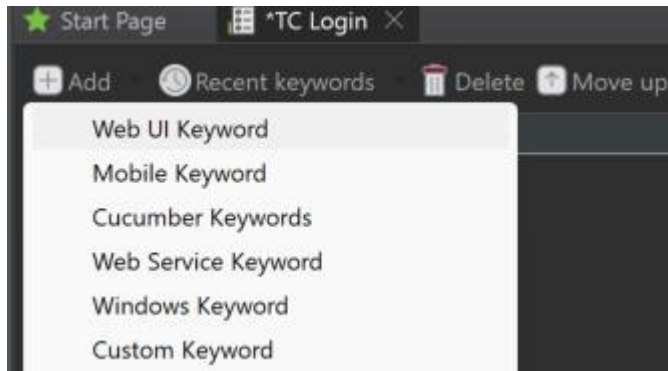 Start Page *TC Login
Add Recent keywords Delete Move up
Web UI Keyword
Mobile Keyword
Cucumber Keywords
Web Service Keyword
Windows Keyword
Custom Keyword